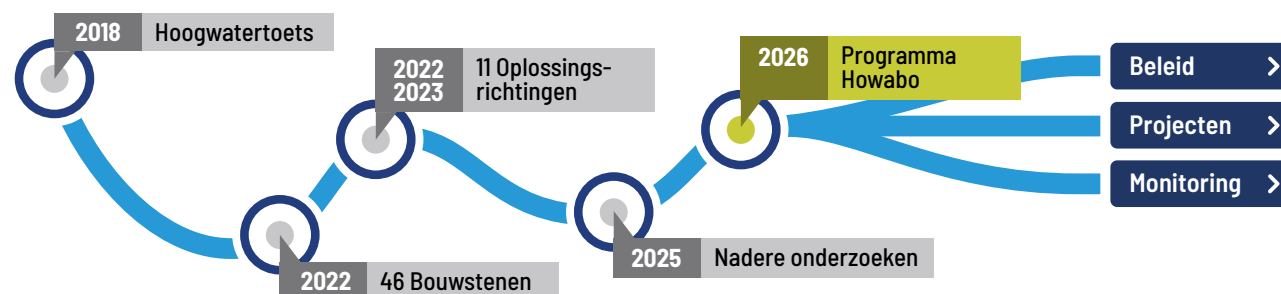 2018 Hoogwatertoets
2022 46 Bouwstenen
2022 11 Oplossings-
2023 richtingen
2025 Nadere onderzoeken
2026 Programma
Howabo
Beleid
Projecten
Monitoring